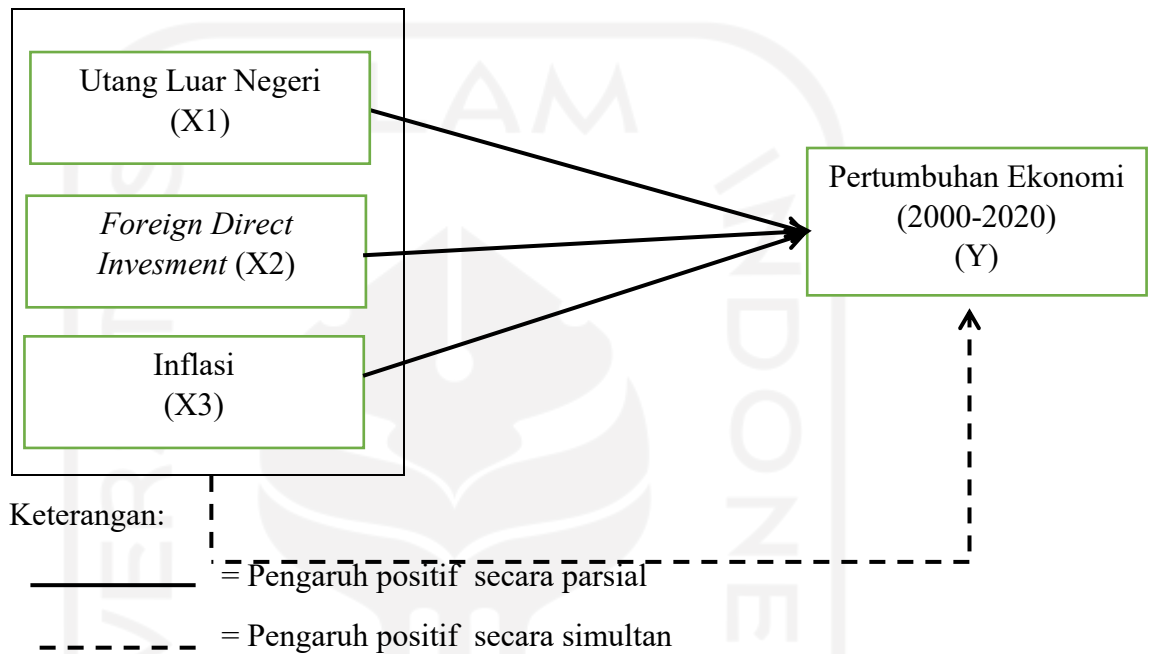 Utang Luar Negeri
(X1)
Foreign Direct
Invesment (X2)
Inflasi
(X3)
Pertumbuhan Ekonomi
(2000-2020)
(Y)
Keterangan:
= Pengaruh positif secara parsial
= Pengaruh positif secara simultan